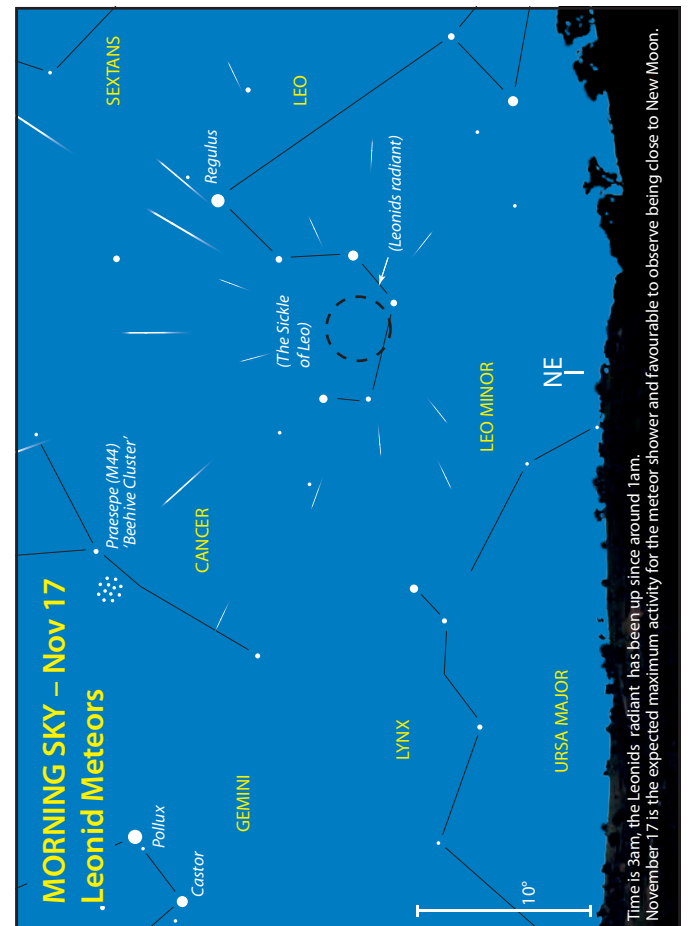 MORNING SKY – Nov 17
Leonid Meteors
Pollux
Castor
GEMINI
Praesepe (M44)
'Beehive Cluster'
CANCER
(The Sickle
of Leo)
Regulus
SEXTANS
LEO
(Leonids radiant)
LEO MINOR
LYNX
URSA MAJOR
NE
10°
Time is 3am, the Leonids radiant has been up since around 1am.
November 17 is the expected maximum activity for the meteor shower and favourable to observe being close to New Moon.